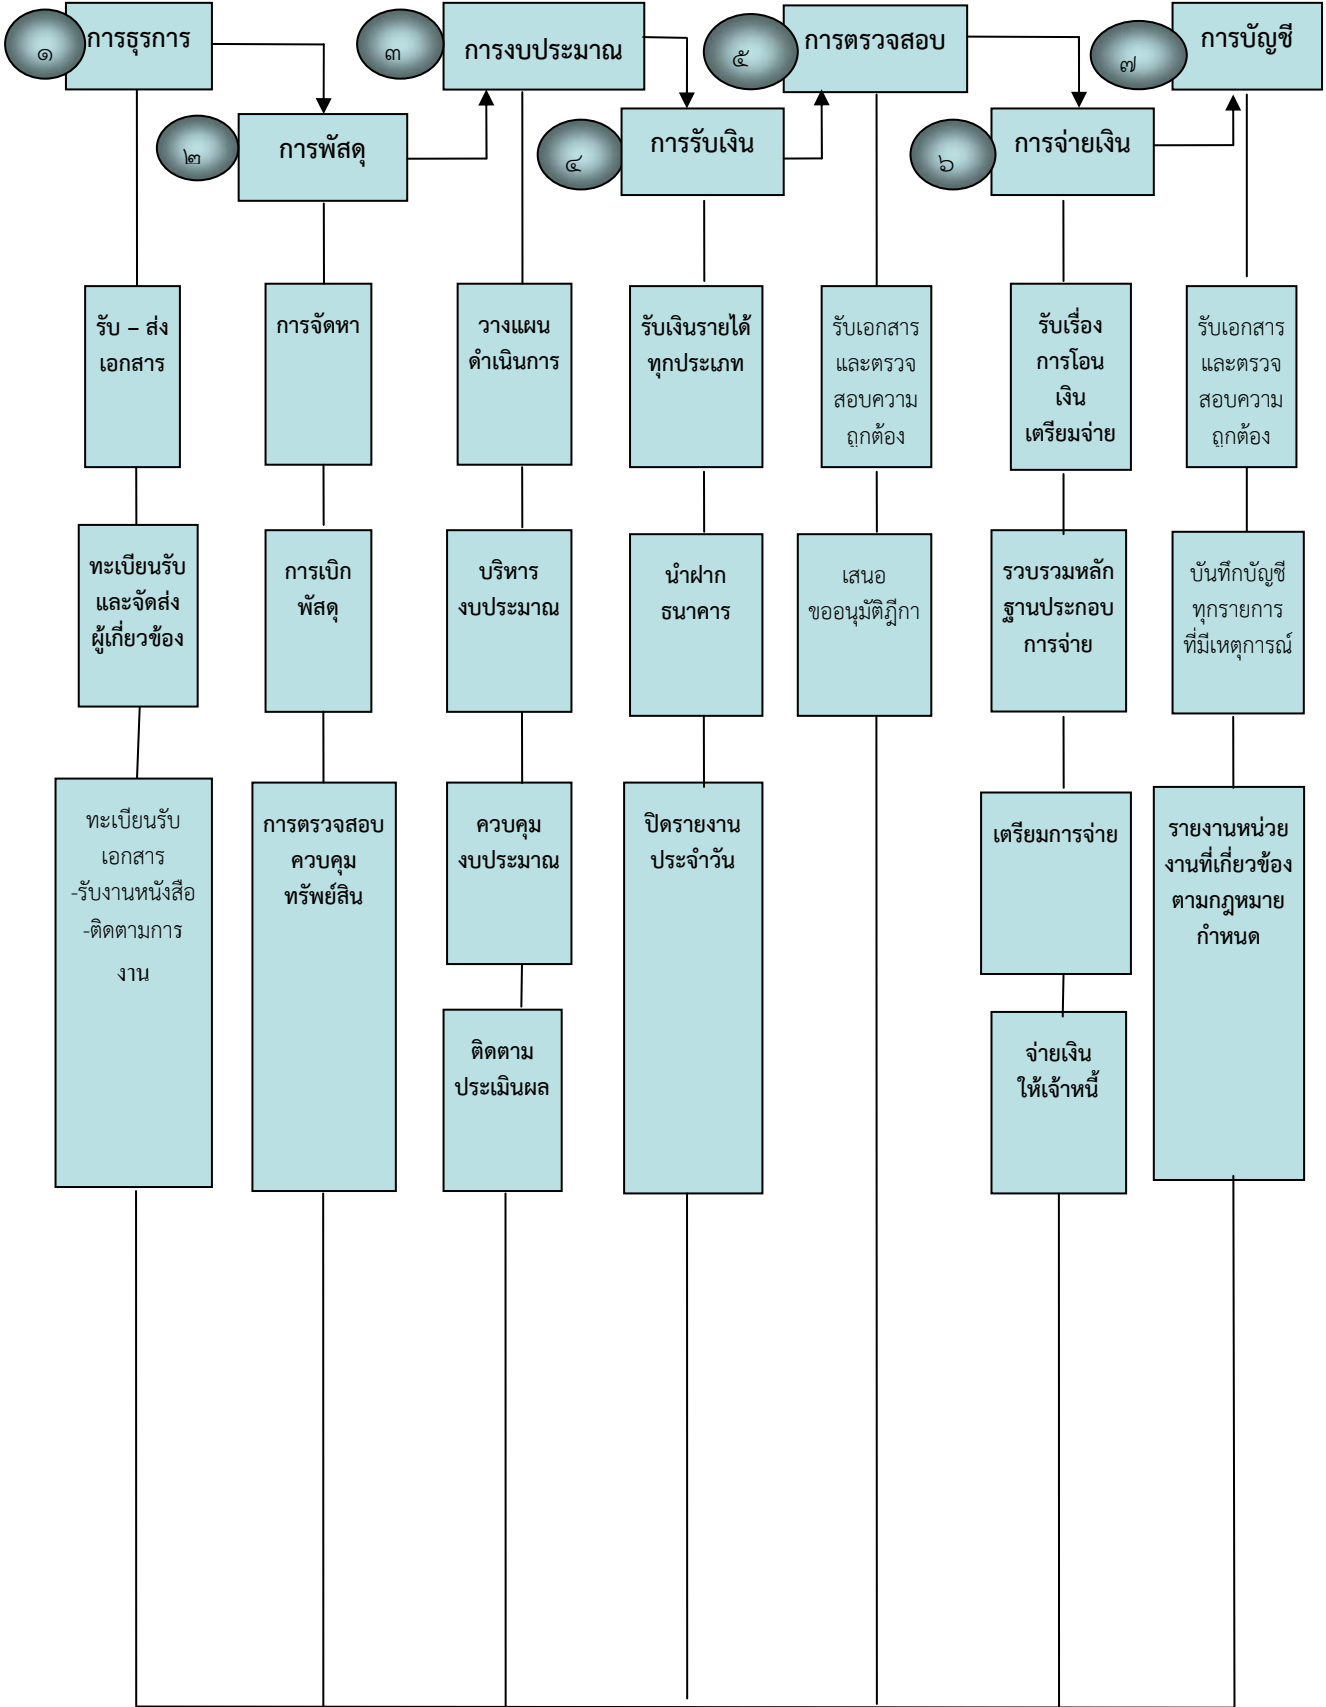 ๑
การธุรการ
๒
การพัสดุ
๓
การงบประมาณ
๔
การรับเงิน
๕
การตรวจสอบ
๖
การจ่ายเงิน
๗
การบัญชี
รับ – ส่ง
เอกสาร
ทะเบียนรับ
และจัดส่ง
ผู้เกี่ยวข้อง
ทะเบียนรับ
เอกสาร
-รับงานหนังสือ
-ติดตามการ
งาน
การจัดหา
การเบิก
พัสดุ
การตรวจสอบ
ควบคุม
ทรัพย์สิน
วางแผน
ดำเนินการ
บริหาร
งบประมาณ
ควบคุม
งบประมาณ
ติดตาม
ประเมินผล
รับเงินรายได้
ทุกประเภท
นำฝาก
ธนาคาร
ปิดรายงาน
ประจำวัน
รับเอกสาร
และตรวจ
สอบความ
ถูกต้อง
เสนอ
ขออนุมัติฎีกา
รับเรื่อง
การโอน
เงิน
เตรียมจ่าย
รวบรวมหลัก
ฐานประกอบ
การจ่าย
เตรียมการจ่าย
จ่ายเงิน
ให้เจ้าหนี้
รับเอกสาร
และตรวจ
สอบความ
ถูกต้อง
บันทึกบัญชี
ทุกรายการ
ที่มีเหตุการณ์
รายงานหน่วย
งานที่เกี่ยวข้อง
ตามกฎหมาย
กำหนด